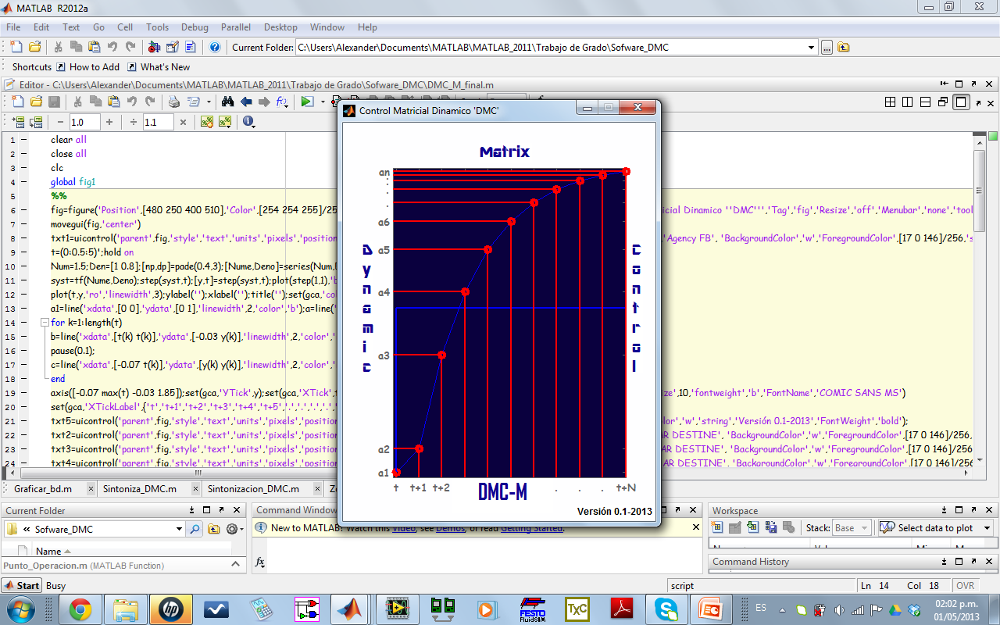 MATLAB R2012a
File Edit Text Go Cell Tools Debug Parallel Desktop Window Help
Current Folder: C:\Users\Alexander\Documents\MATLAB\MATLAB_2011\Trabajo de Grado\Sofware_DMC
Shortcuts How to Add What's New
Editor - C:\Users\Alexander\Documents\MATLAB\MATLAB_2011\Trabajo de Grado\Sofware_DMC\DMC_M_final.m
− 1.0 + ÷ 1.1 ×
1 − clear all
2 − close all
3 − clc
4 − global fig1
5 %%
6 − fig=figure('Position',[480 250 400 510],'Color',[254 254 255]/25 icial Dinamico ''DMC''','Tag','fig','Resize','off','Menubar','none','tool
7 − movegui(fig,'center')
8 − txt1=uicontrol('parent',fig,'style','text','units','pixels','position 'Agency FB', 'BackgroundColor','w','ForegroundColor',[17 0 146]/256,'s
9 − t=(0:0.5:5)';hold on
10 − Num=1.5;Den=[1 0.8];[np,dp]=pade(0.4,3);[Nume,Deno]=series(Num,
11 − syst=tf(Nume,Deno);step(syst,t);[y,t]=step(syst,t);plot(step(1,1),'b
12 − plot(t,y,'ro','linewidth',3);ylabel('');xlabel('');title('');set(gca,'co
13 − a1=line('xdata',[0 0],'ydata',[0 1],'linewidth',2,'color','b');a=line('
14 − for k=1:length(t)
15 − b=line('xdata',[t(k) t(k)],'ydata',[-0.03 y(k)],'linewidth',2,'color','
16 − pause(0.1);
17 − c=line('xdata',[-0.07 t(k)],'ydata',[y(k) y(k)],'linewidth',2,'color','
18 − end
19 − axis([-0.07 max(t) -0.03 1.85]);set(gca,'YTick',y);set(gca,'XTick', ze',10,'fontweight','b','FontName','COMIC SANS MS')
20 − set(gca,'XTickLabel',{'t','t+1','t+2','t+3','t+4','t+5','.','.','.','.','
21 − txt5=uicontrol('parent',fig,'style','text','units','pixels','position olor','w','string','Versión 0.1-2013','FontWeight','bold');
22 − txt2=uicontrol('parent',fig,'style','text','units','pixels','position AR DESTINE', 'BackgroundColor','w','ForegroundColor',[17 0 146]/256,
23 − txt3=uicontrol('parent',fig,'style','text','units','pixels','position AR DESTINE', 'BackgroundColor','w','ForegroundColor',[17 0 146]/256
24 − txt4=uicontrol('parent',fig,'style','text','units','pixels','position AR DESTINE', 'BackgroundColor','w','ForegroundColor',[17 0 146]/256
Control Matricial Dinamico 'DMC'
Matrix
Dynamic
Control
an
.
.
.
a6
a5
a4
a3
a2
a1
t t+1 t+2 DMC-M . . . t+N
Versión 0.1-2013
Graficar_bd.m × Sintoniza_DMC.m × Sintonizacion_DMC.m ×
Current Folder
« Sofware_DMC
Name
Punto_Operacion.m (MATLAB Function)
Command Window
New to MATLAB? Watch this Video, see Demos, or read Getting Started.
fx
Workspace
Stack: Base Select data to plot
Command History
Start Busy script Ln 14 Col 18 OVR
hp FESTO FluidSIM TxC ES 02:02 p.m.
01/05/2013